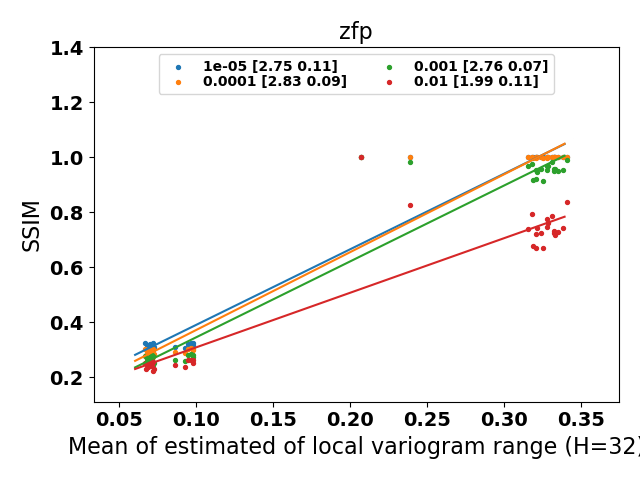 zfp
1e-05 [2.75 0.11]
0.0001 [2.83 0.09]
0.001 [2.76 0.07]
0.01 [1.99 0.11]
SSIM
1.4
1.2
1.0
0.8
0.6
0.4
0.2
0.05 0.10 0.15 0.20 0.25 0.30 0.35
Mean of estimated of local variogram range (H=32)